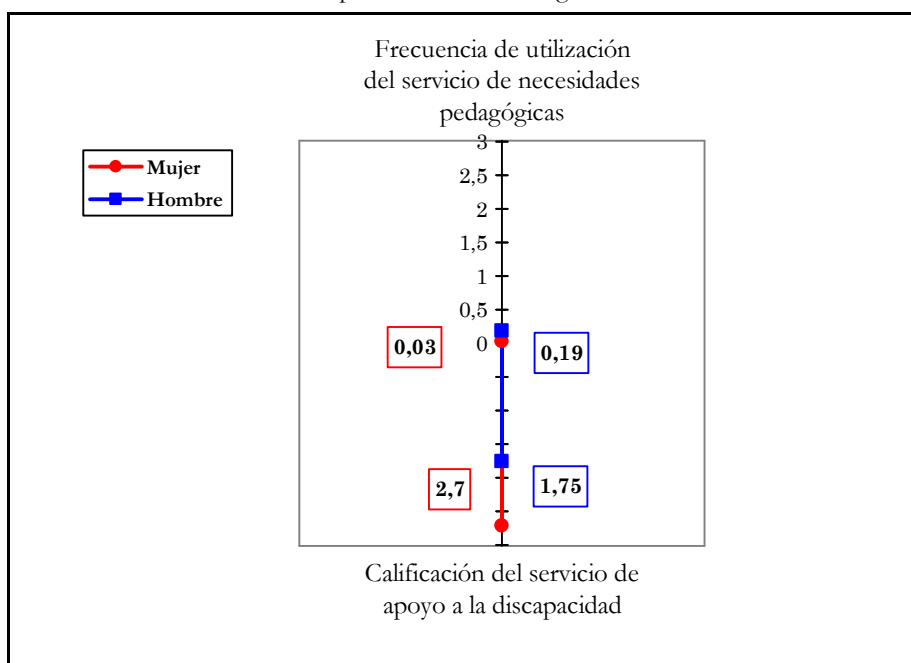 Frecuencia de utilización
del servicio de necesidades
pedagógicas
Mujer
Hombre
3
2,5
2
1,5
1
0,5
0
0,03
0,19
2,7
1,75
Calificación del servicio de
apoyo a la discapacidad